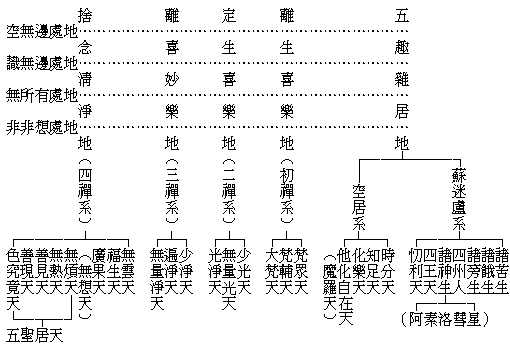 五趣雜居地
蘇迷盧系
諸苦生
諸餓生
諸旁生
四州人
諸神生
四王天
忉利天
(阿素洛彗星)
空居系
時分天
知足天
化樂天
他化自在天
(魔羅天)
離生喜樂地(初禪系)
梵眾天
梵輔天
大梵天
定生喜樂地(二禪系)
少光天
無量光天
光淨天
離喜妙樂地(三禪系)
少淨天
遍淨天
無量淨天
捨念清淨地(四禪系)
無雲天
福生天
廣果天
(無想天)
無煩天
無熱天
善見天
善現天
色究竟天
五聖居天
空無邊處地
識無邊處地
無所有處地
非非想處地